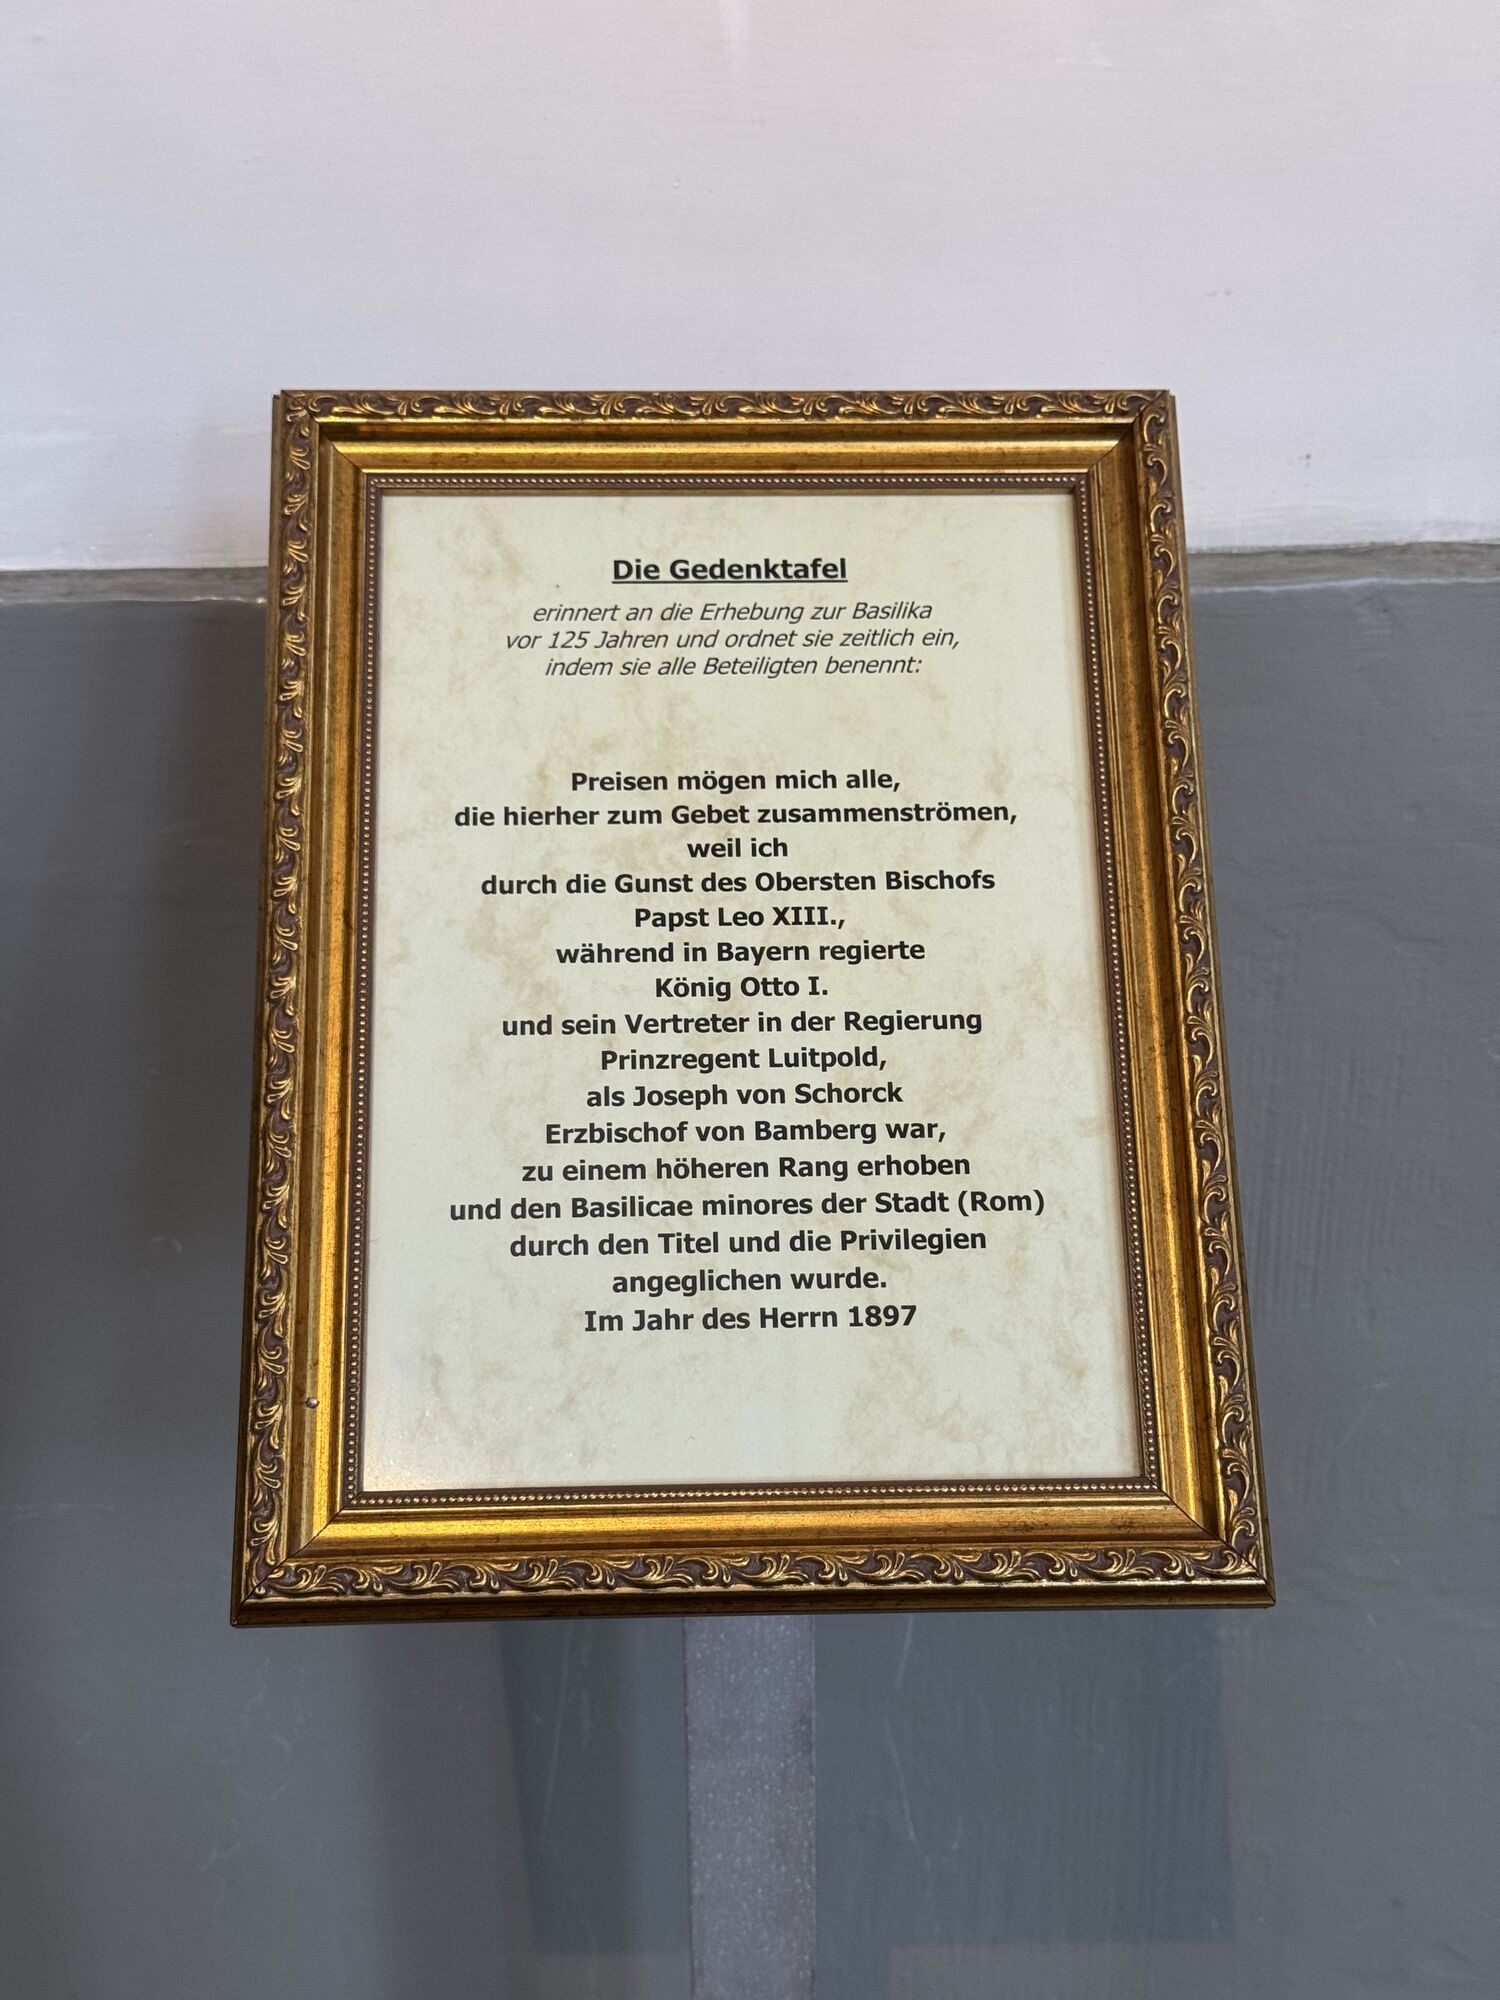 Die Gedenktafel
erinnert an die Erhebung zur Basilika
vor 125 Jahren und ordnet sie zeitlich ein,
indem sie alle Beteiligten benennt:
Preisen mögen mich alle,
die hierher zum Gebet zusammenströmen,
weil ich
durch die Gunst des Obersten Bischofs
Papst Leo XIII.,
während in Bayern regierte
König Otto I.
und sein Vertreter in der Regierung
Prinzregent Luitpold,
als Joseph von Schorck
Erzbischof von Bamberg war,
zu einem höheren Rang erhoben
und den Basilicae minores der Stadt (Rom)
durch den Titel und die Privilegien
angeglichen wurde.
Im Jahr des Herrn 1897